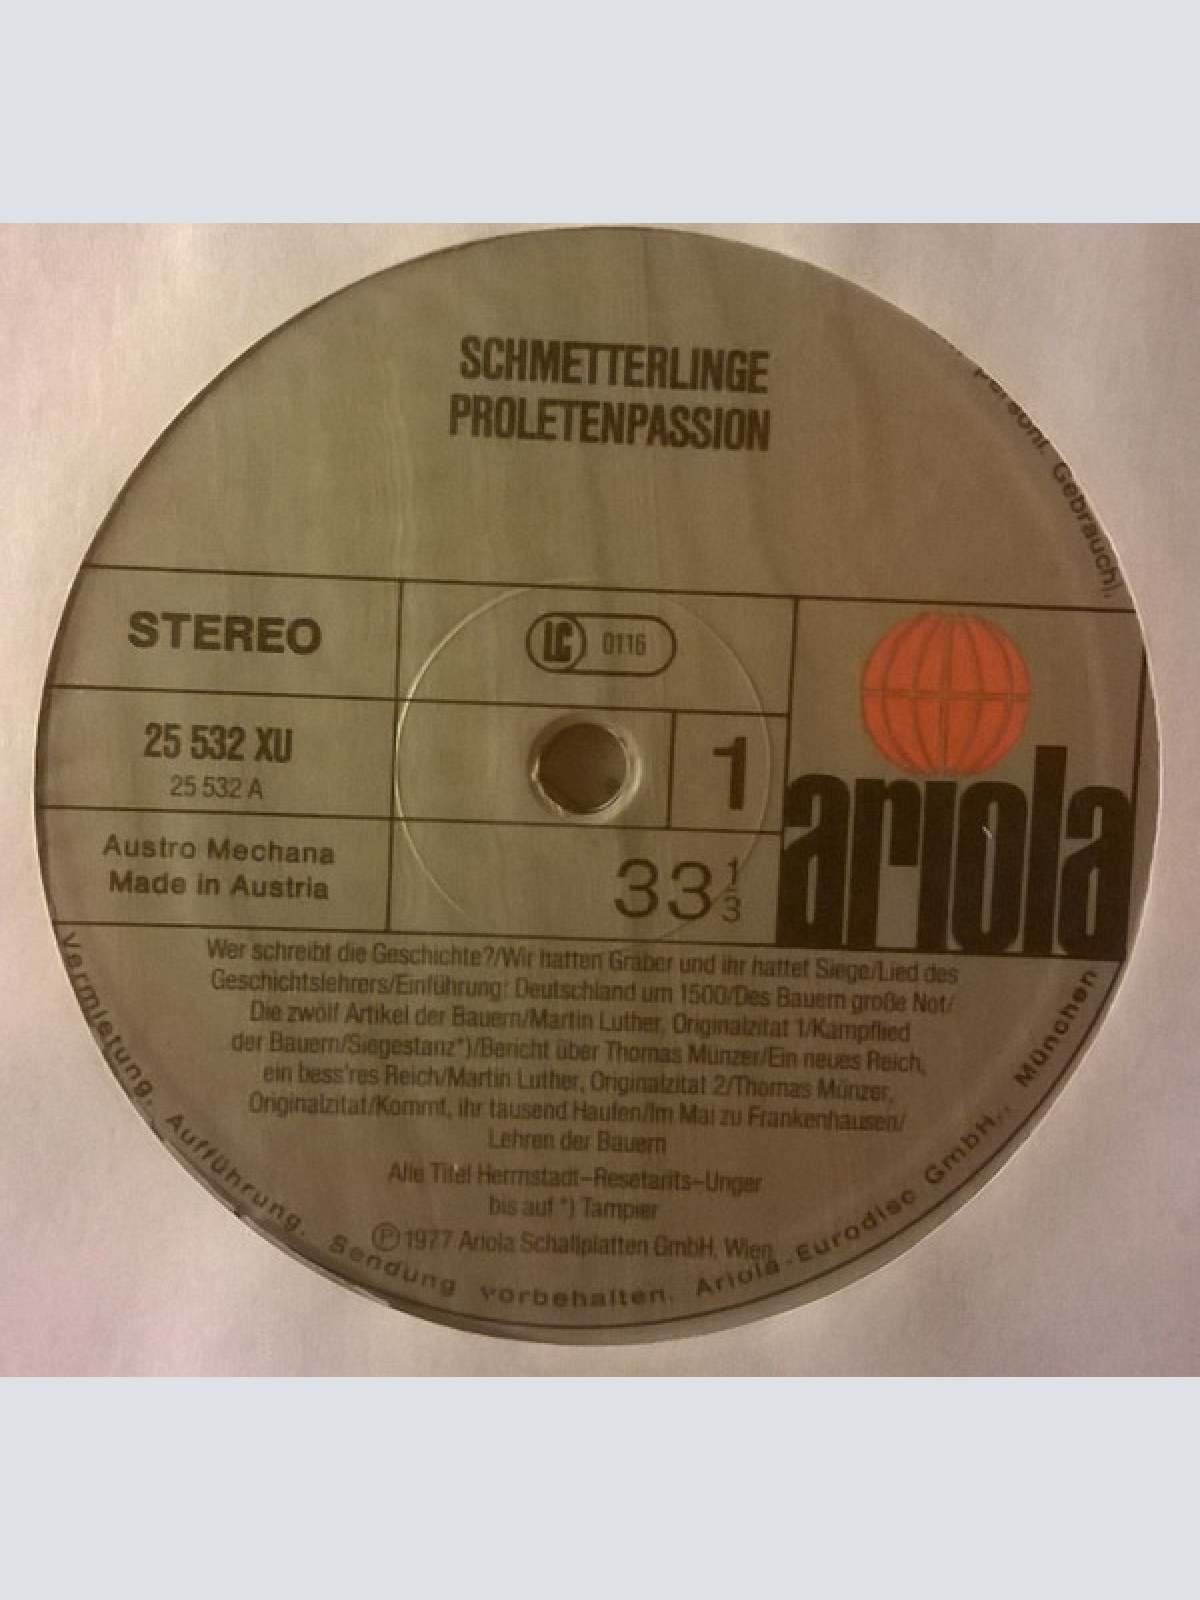 SCHMETTERLINGE
PROLETENPASSION
persönl. Gebrauch),
STEREO
LC 0116
25 532 XU
25 532 A
1
ariola
Austro Mechana
Made in Austria
33 1/3
Wer schreibt die Geschichte?/Wir hatten Gräber und ihr hattet Siege/Lied des
Geschichtslehrers/Einführung: Deutschland um 1500/Des Bauern große Not/
Die zwölf Artikel der Bauern/Martin Luther, Originalzitat 1/Kampflied
der Bauern/Siegestanz*)/Bericht über Thomas Münzer/Ein neues Reich,
ein bess'res Reich/Martin Luther, Originalzitat 2/Thomas Münzer,
Originalzitat/Kommt, ihr tausend Haufen/Im Mai zu Frankenhausen/
Lehren der Bauern
Alle Titel Herrnstadt–Resetarits–Unger
bis auf *) Tampier
Ⓟ 1977 Ariola Schallplatten GmbH, Wien
Vermietung, Aufführung, Sendung vorbehalten. Ariola-Eurodisc GmbH., München